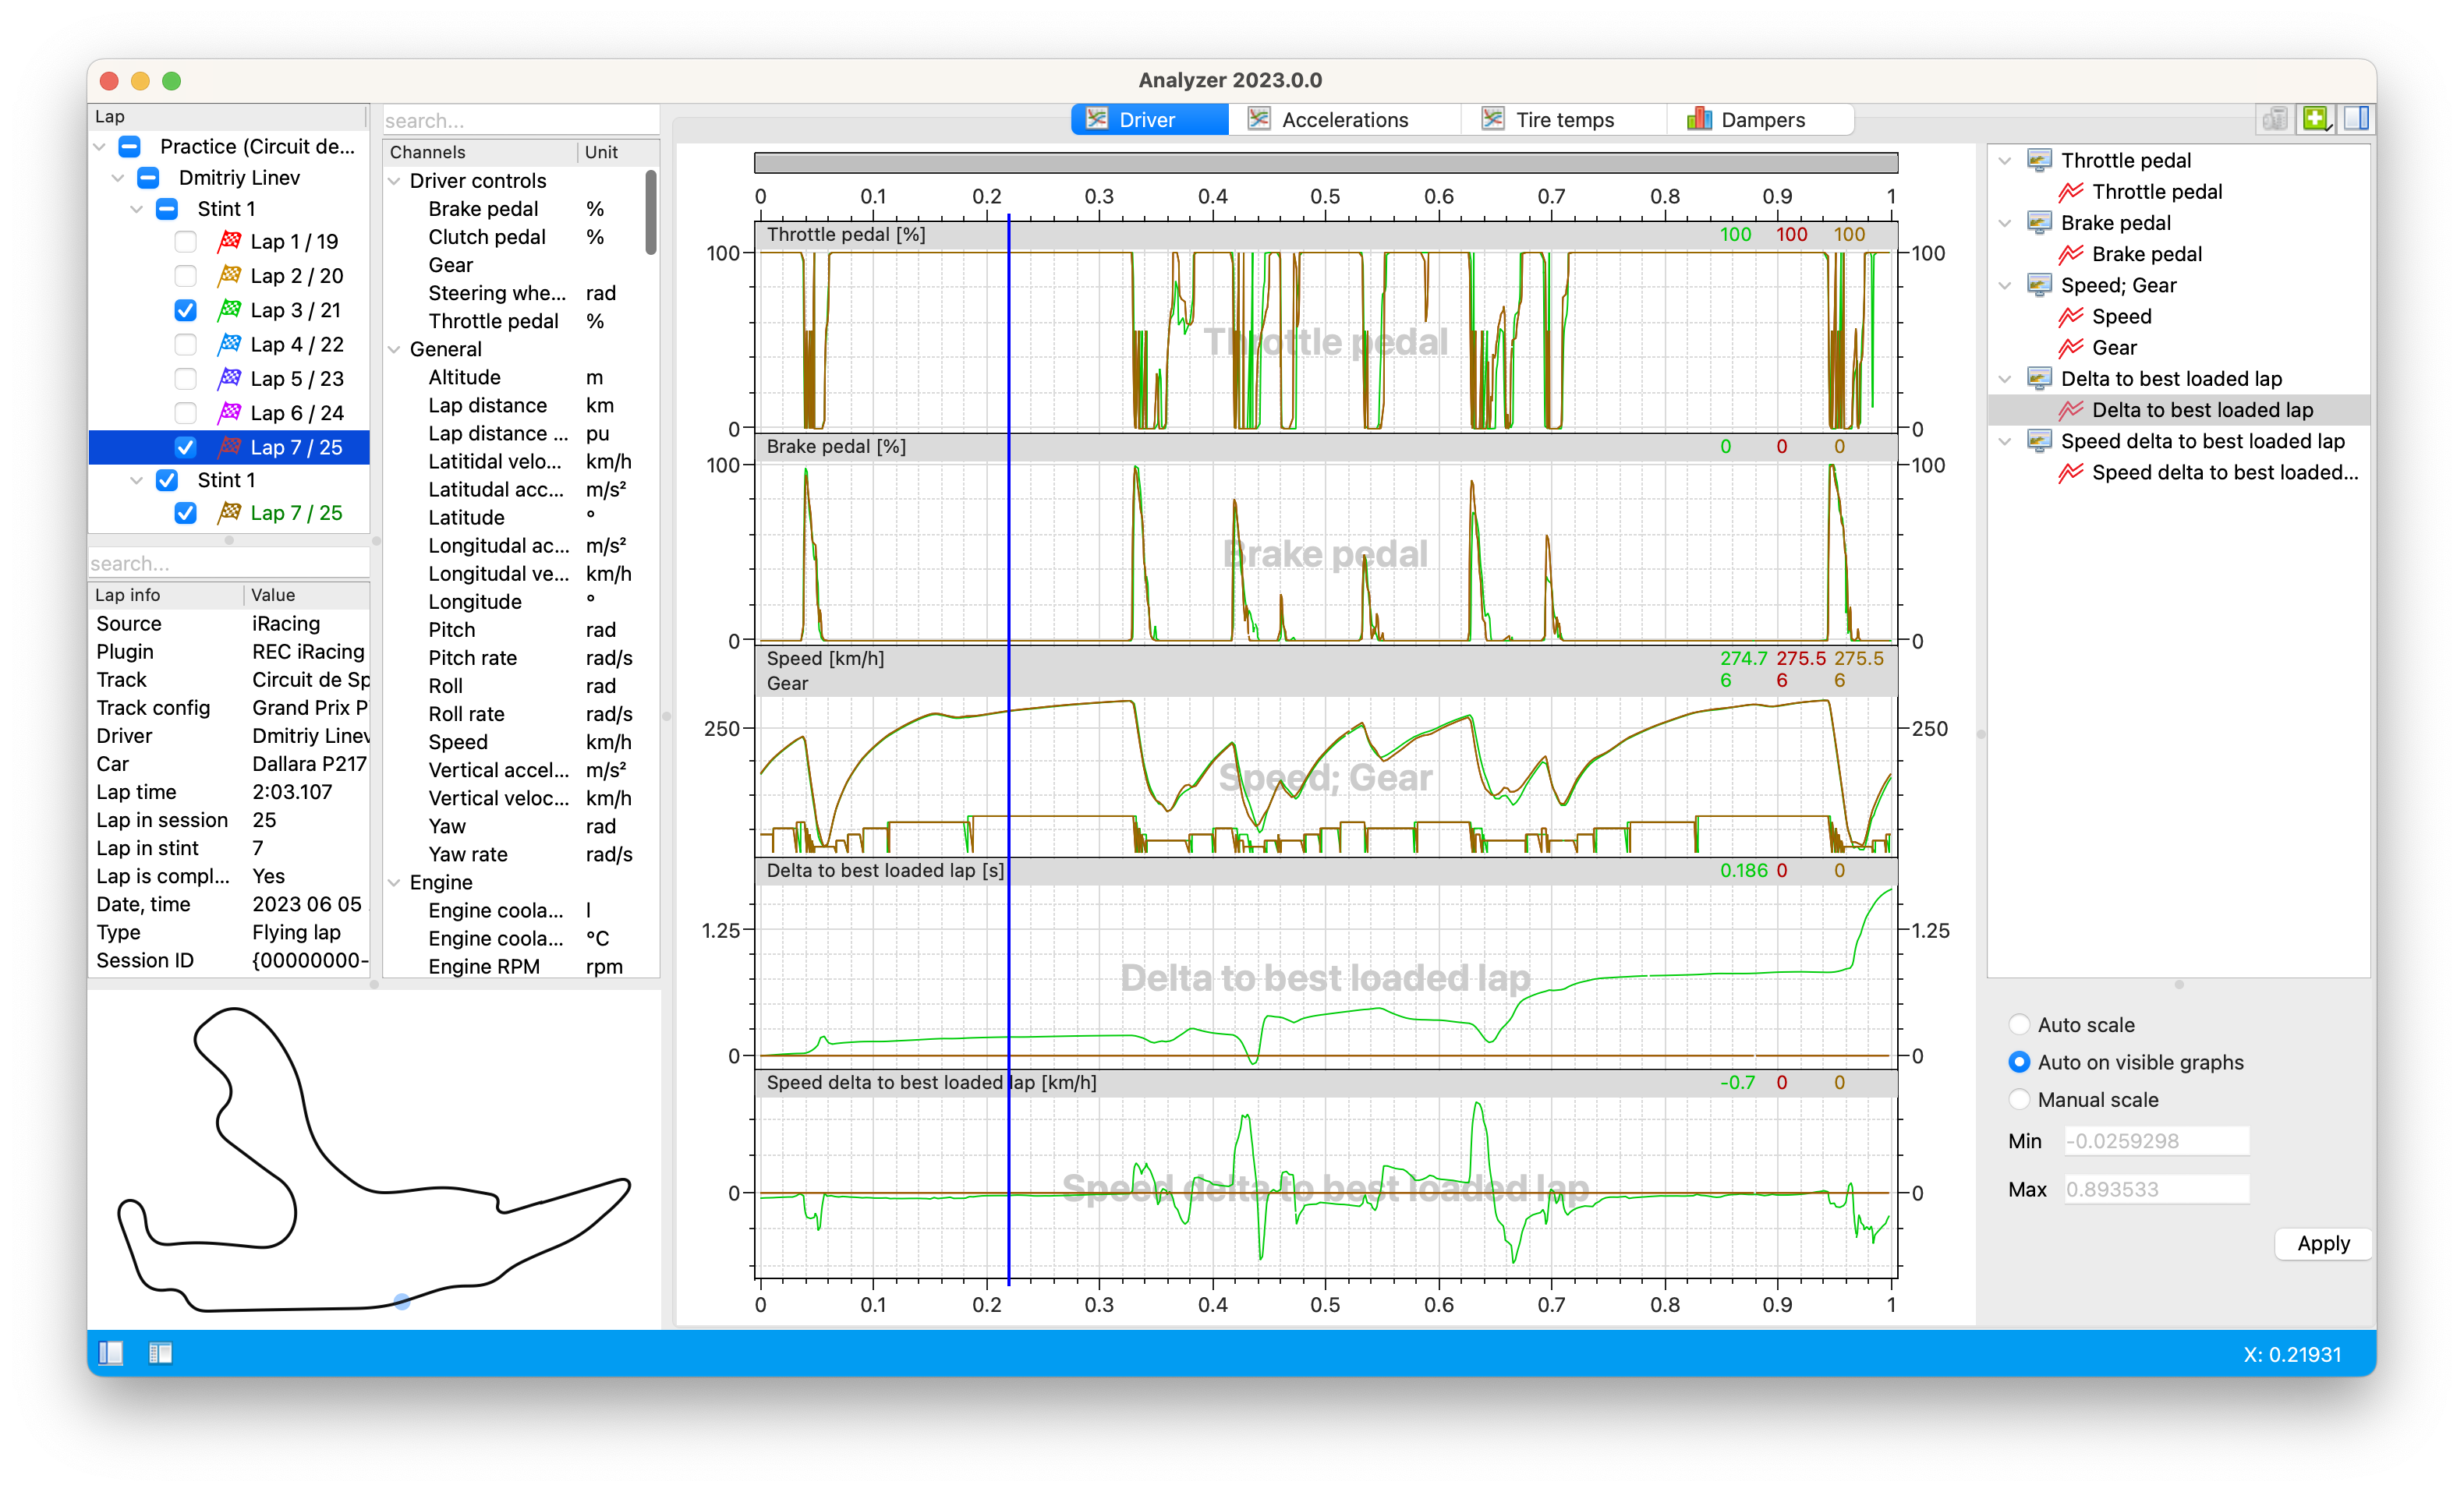 Analyzer 2023.0.0
Lap
Practice (Circuit de...
Dmitriy Linev
Stint 1
Lap 1 / 19
Lap 2 / 20
Lap 3 / 21
Lap 4 / 22
Lap 5 / 23
Lap 6 / 24
Lap 7 / 25
Stint 1
Lap 7 / 25
search...
Lap info Value
Source iRacing
Plugin REC iRacing
Track Circuit de Sp
Track config Grand Prix P
Driver Dmitriy Linev
Car Dallara P217
Lap time 2:03.107
Lap in session 25
Lap in stint 7
Lap is compl... Yes
Date, time 2023 06 05
Type Flying lap
Session ID {00000000-
search...
Channels Unit
Driver controls
Brake pedal %
Clutch pedal %
Gear
Steering whe... rad
Throttle pedal %
General
Altitude m
Lap distance km
Lap distance ... pu
Latitidal velo... km/h
Latitudal acc... m/s²
Latitude °
Longitudal ac... m/s²
Longitudal ve... km/h
Longitude °
Pitch rad
Pitch rate rad/s
Roll rad
Roll rate rad/s
Speed km/h
Vertical accel... m/s²
Vertical veloc... km/h
Yaw rad
Yaw rate rad/s
Engine
Engine coola... l
Engine coola... °C
Engine RPM rpm
Driver Accelerations Tire temps Dampers
0 0.1 0.2 0.3 0.4 0.5 0.6 0.7 0.8 0.9 1
Throttle pedal [%] 100 100 100
100 100
Throttle pedal
0 0
Brake pedal [%] 0 0 0
100 100
Brake pedal
0 0
Speed [km/h] 274.7 275.5 275.5
Gear 6 6 6
250 250
Speed; Gear
Delta to best loaded lap [s] 0.186 0 0
1.25 1.25
Delta to best loaded lap
0 0
Speed delta to best loaded lap [km/h] -0.7 0 0
0 0
Speed delta to best loaded lap
0 0.1 0.2 0.3 0.4 0.5 0.6 0.7 0.8 0.9 1
Throttle pedal
Throttle pedal
Brake pedal
Brake pedal
Speed; Gear
Speed
Gear
Delta to best loaded lap
Delta to best loaded lap
Speed delta to best loaded lap
Speed delta to best loaded...
Auto scale
Auto on visible graphs
Manual scale
Min -0.0259298
Max 0.893533
Apply
X: 0.21931